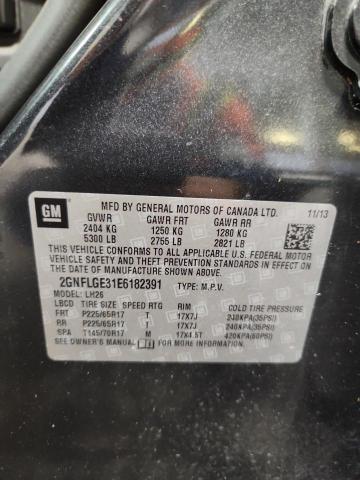 GM
MFD BY GENERAL MOTORS OF CANADA LTD. 11/13
GVWR GAWR FRT GAWR RR
2404 KG 1250 KG 1280 KG
5300 LB 2755 LB 2821 LB
THIS VEHICLE CONFORMS TO ALL APPLICABLE U.S. FEDERAL MOTOR
VEHICLE SAFETY AND THEFT PREVENTION STANDARDS IN EFFECT ON
THE DATE OF MANUFACTURE SHOWN ABOVE.
2GNFLGE31E6182391 TYPE: M.P.V.
MODEL: LH26
LBCD TIRE SIZE SPEED RTG RIM COLD TIRE PRESSURE
FRT P225/65R17 T 17X7J 240KPA(35PSI)
RR P225/65R17 T 17X7J 240KPA(35PSI)
SPA T145/70R17 M 17X4.5T 420KPA(60PSI)
SEE OWNER'S MANUAL FOR ADDITIONAL INFORMATION.